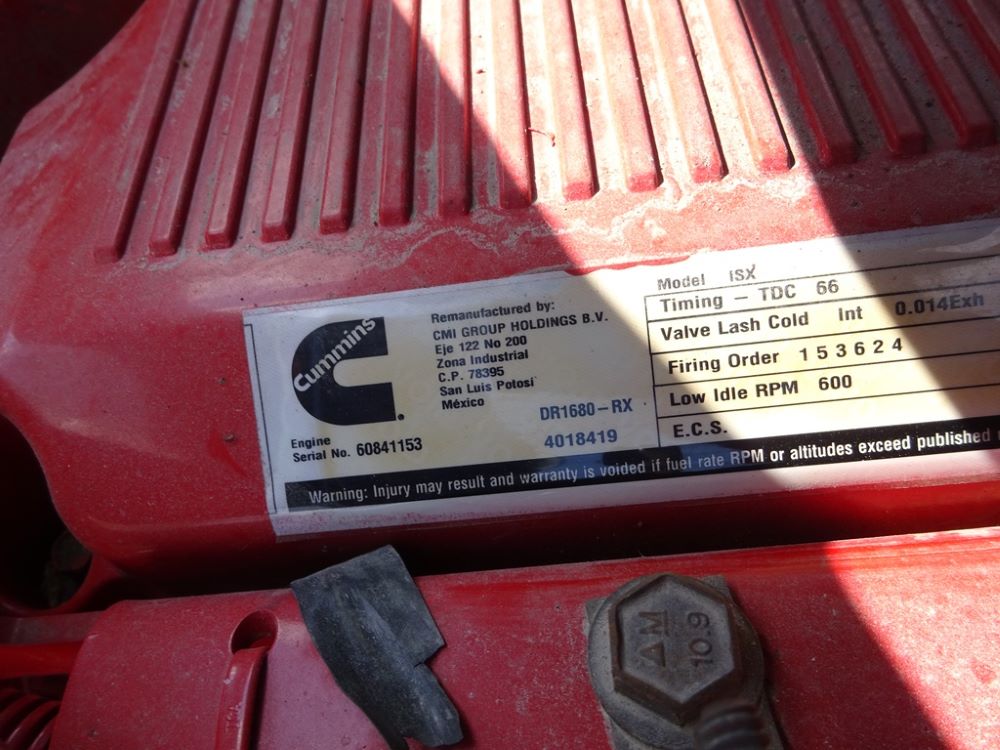 Cummins
Engine
Serial No. 60841153
Remanufactured by:
CMI GROUP HOLDINGS B.V.
Eje 122 No 200
Zona Industrial
C.P. 78395
San Luis Potosi
México
DR1680-RX
4018419
Model ISX
Timing - TDC 66
Valve Lash Cold Int 0.014Exh
Firing Order 1 5 3 6 2 4
Low Idle RPM 600
E.C.S.
Warning: Injury may result and warranty is voided if fuel rate RPM or altitudes exceed published
ΔM
10.9